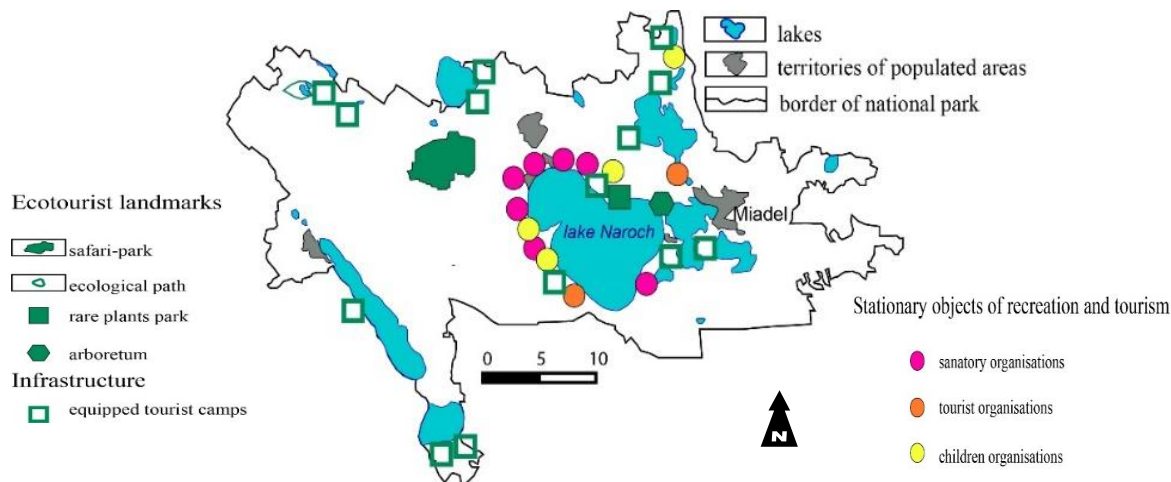 lakes
territories of populated areas
border of national park
Ecotourist landmarks
safari-park
ecological path
rare plants park
arboretum
Infrastructure
equipped tourist camps
lake Naroch
Miadel
0 5 10
N
Stationary objects of recreation and tourism
sanatory organisations
tourist organisations
children organisations